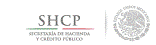 SHCP
SECRETARÍA DE HACIENDA
Y CRÉDITO PÚBLICO